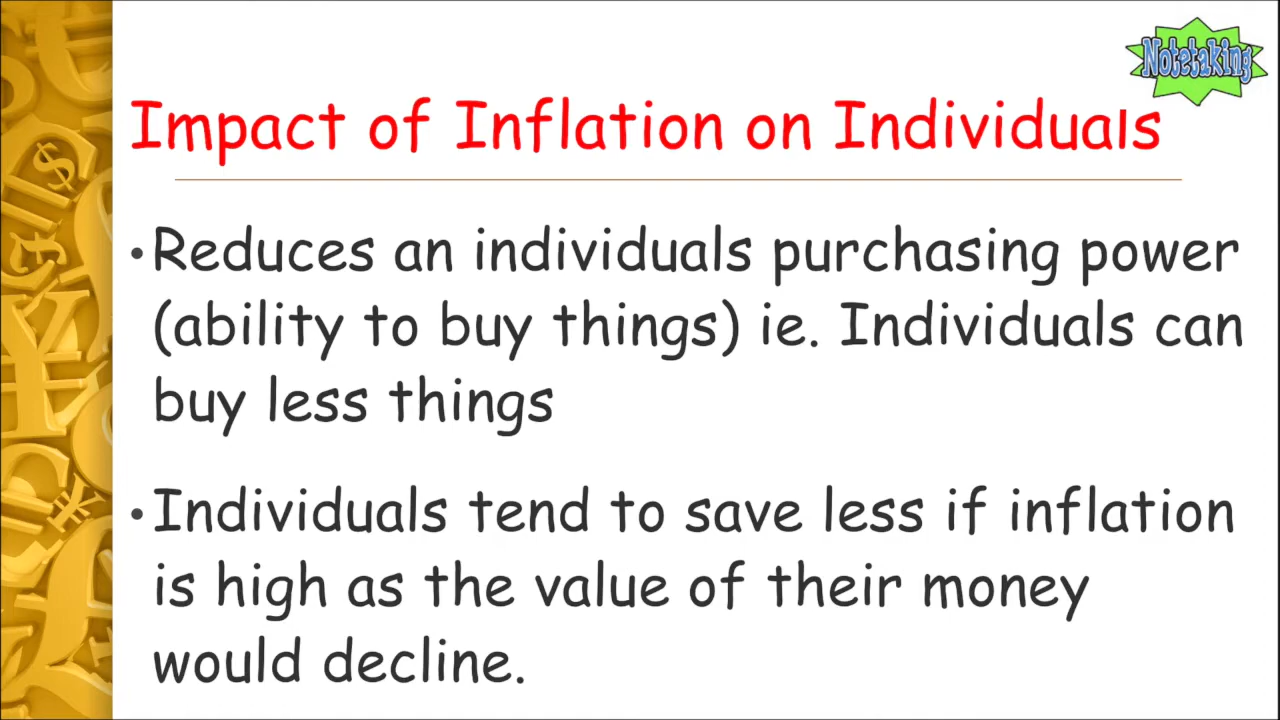 Notetaking
Impact of Inflation on Individuals
• Reduces an individuals purchasing power
(ability to buy things) ie. Individuals can
buy less things
• Individuals tend to save less if inflation
is high as the value of their money
would decline.